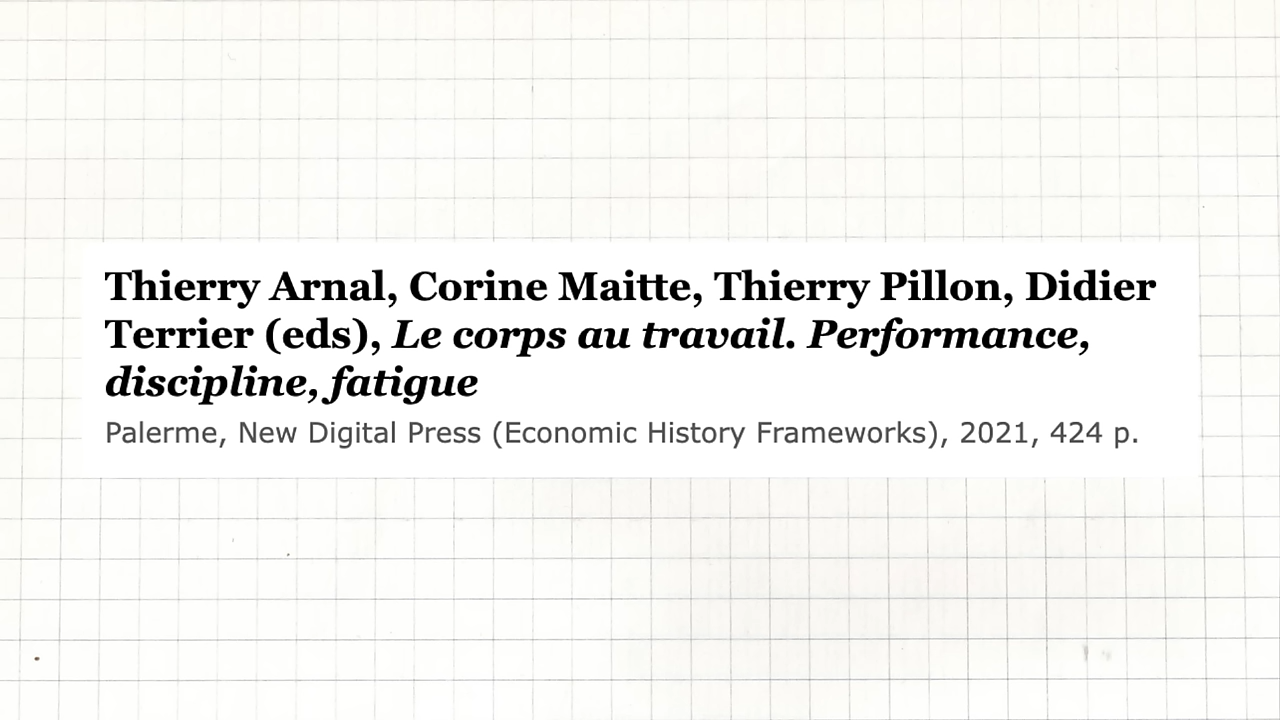 Thierry Arnal, Corine Maitte, Thierry Pillon, Didier
Terrier (eds), Le corps au travail. Performance,
discipline, fatigue
Palerme, New Digital Press (Economic History Frameworks), 2021, 424 p.